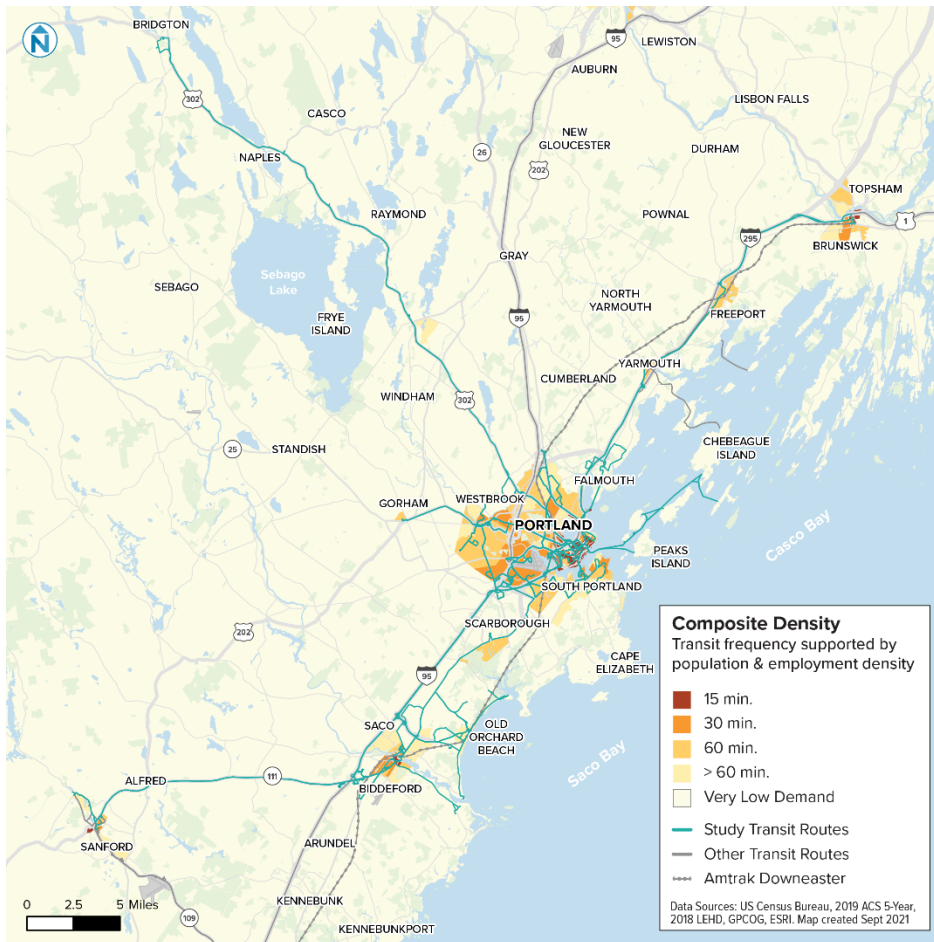 BRIDGTON
N
95
LEWISTON
AUBURN
302
LISBON FALLS
CASCO
NEW
GLOUCESTER
26
DURHAM
NAPLES
202
TOPSHAM
RAYMOND
POWNAL
1
295
BRUNSWICK
GRAY
Sebago
Lake
SEBAGO
NORTH
YARMOUTH
FREEPORT
FRYE
ISLAND
95
YARMOUTH
CUMBERLAND
WINDHAM
302
CHEBEAGUE
ISLAND
25
STANDISH
FALMOUTH
GORHAM
WESTBROOK
PORTLAND
Casco Bay
PEAKS
ISLAND
SOUTH PORTLAND
SCARBOROUGH
202
CAPE
ELIZABETH
95
SACO
OLD
ORCHARD
BEACH
Saco Bay
ALFRED
111
BIDDEFORD
SANFORD
ARUNDEL
KENNEBUNK
109
KENNEBUNKPORT
0 2.5 5 Miles
Composite Density
Transit frequency supported by
population & employment density
15 min.
30 min.
60 min.
> 60 min.
Very Low Demand
Study Transit Routes
Other Transit Routes
Amtrak Downeaster
Data Sources: US Census Bureau, 2019 ACS 5-Year,
2018 LEHD, GPCOG, ESRI. Map created Sept 2021